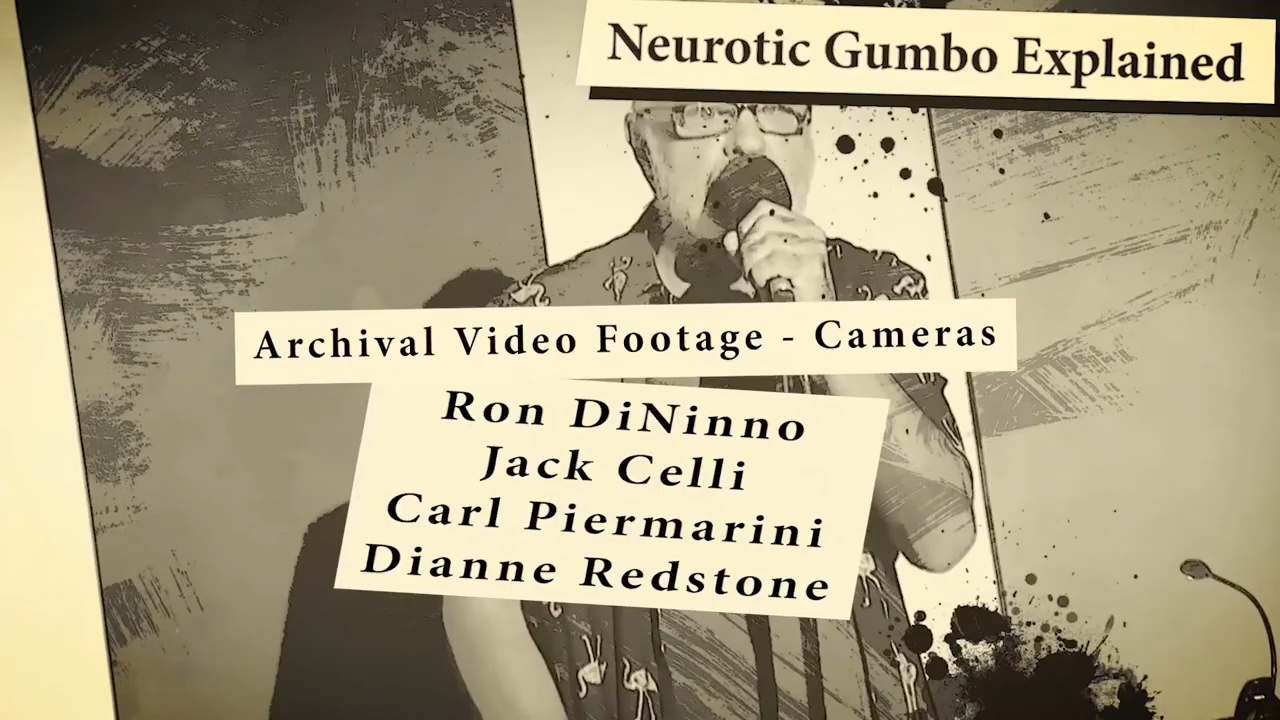 Neurotic Gumbo Explained
Archival Video Footage - Cameras
Ron DiNinno
Jack Celli
Carl Piermarini
Dianne Redstone